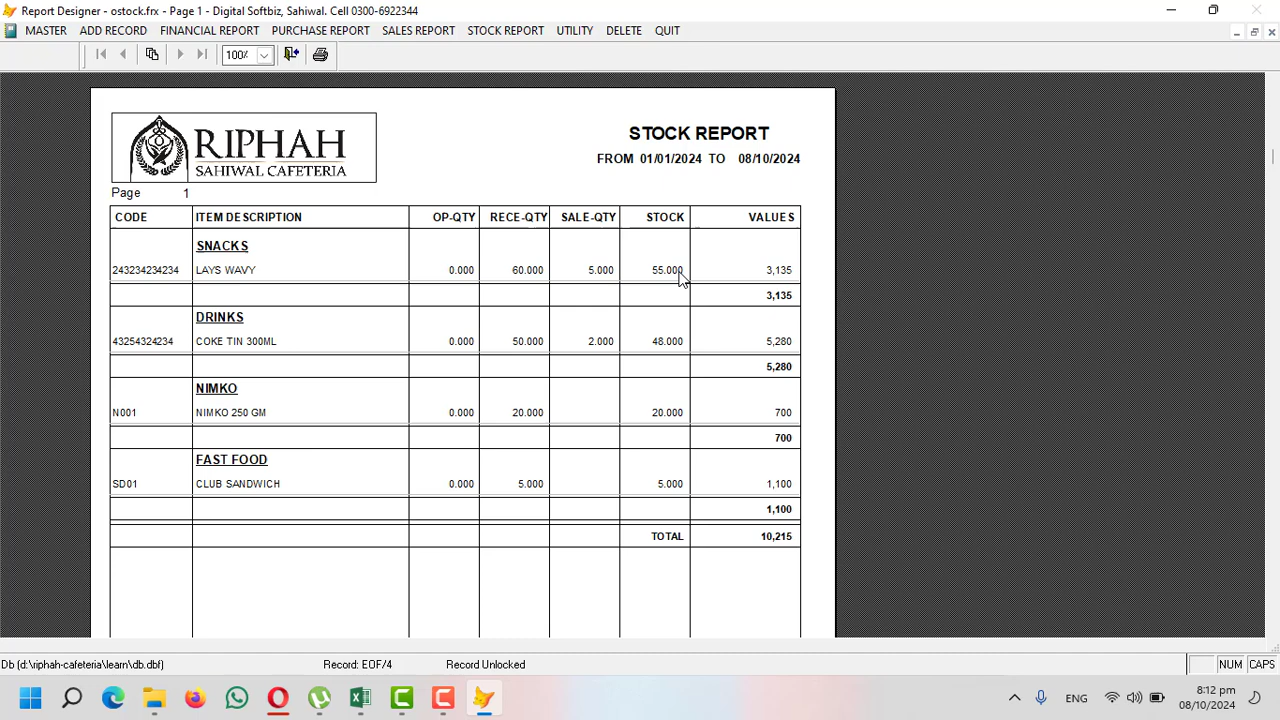 Report Designer - ostock.frx - Page 1 - Digital Softbiz, Sahiwal. Cell 0300-6922344
MASTER ADD RECORD FINANCIAL REPORT PURCHASE REPORT SALES REPORT STOCK REPORT UTILITY DELETE QUIT
100%
RIPHAH
SAHIWAL CAFETERIA
STOCK REPORT
FROM 01/01/2024 TO 08/10/2024
Page 1
CODE ITEM DESCRIPTION OP-QTY RECE-QTY SALE-QTY STOCK VALUES
SNACKS
243234234234 LAYS WAVY 0.000 60.000 5.000 55.000 3,135
3,135
DRINKS
43254324234 COKE TIN 300ML 0.000 50.000 2.000 48.000 5,280
5,280
NIMKO
N001 NIMKO 250 GM 0.000 20.000 20.000 700
700
FAST FOOD
SD01 CLUB SANDWICH 0.000 5.000 5.000 1,100
1,100
TOTAL 10,215
Db (d:\riphah-cafeteria\learn\db.dbf) Record: EOF/4 Record Unlocked NUM CAPS
ENG 8:12 pm
08/10/2024